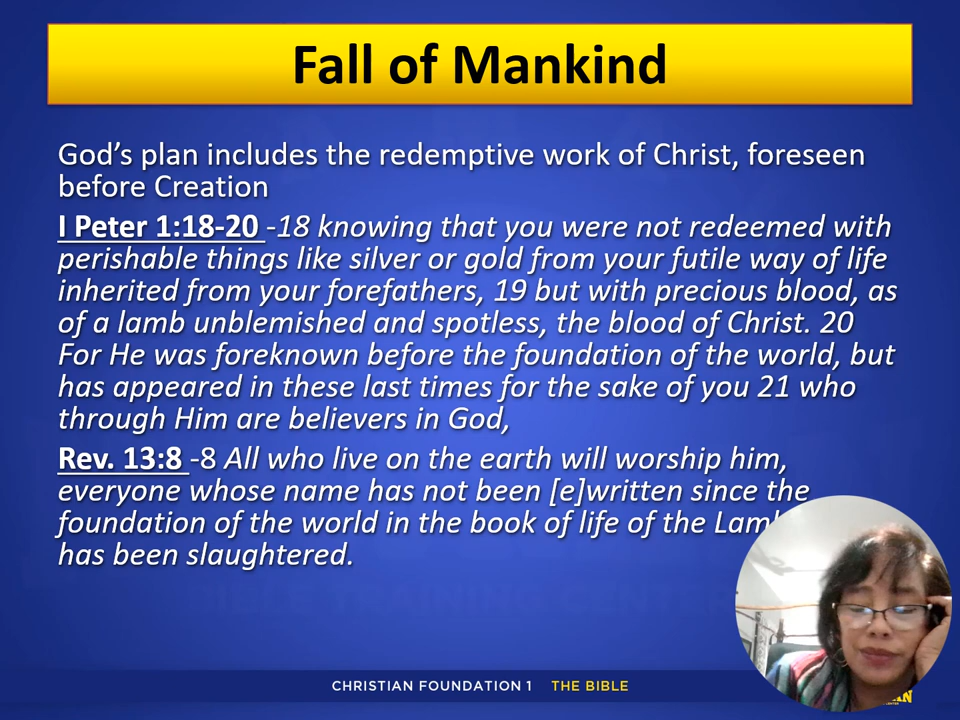 Fall of Mankind
God’s plan includes the redemptive work of Christ, foreseen
before Creation
I Peter 1:18-20 -18 knowing that you were not redeemed with
perishable things like silver or gold from your futile way of life
inherited from your forefathers, 19 but with precious blood, as
of a lamb unblemished and spotless, the blood of Christ. 20
For He was foreknown before the foundation of the world, but
has appeared in these last times for the sake of you 21 who
through Him are believers in God,
Rev. 13:8 -8 All who live on the earth will worship him,
everyone whose name has not been [e]written since the
foundation of the world in the book of life of the
has been slaughtered.
CHRISTIAN FOUNDATION 1 THE BIBLE